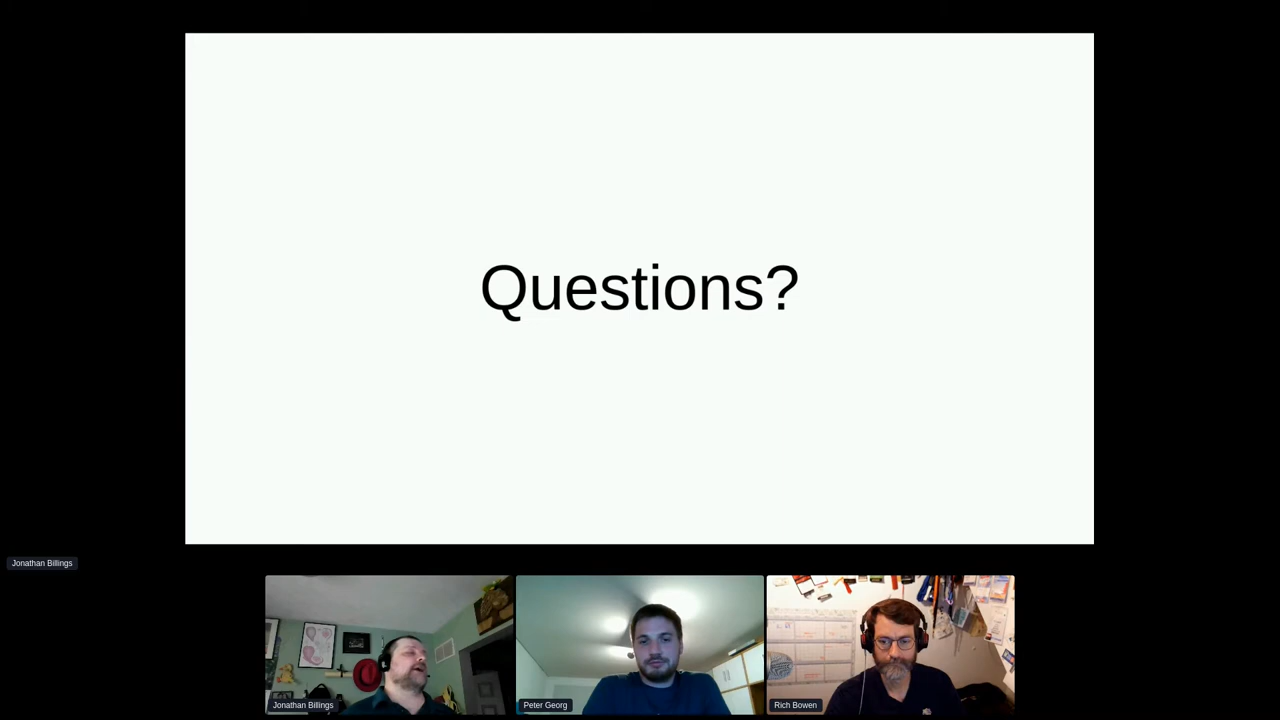 Questions?
Jonathan Billings
Jonathan Billings
Peter Georg
Rich Bowen